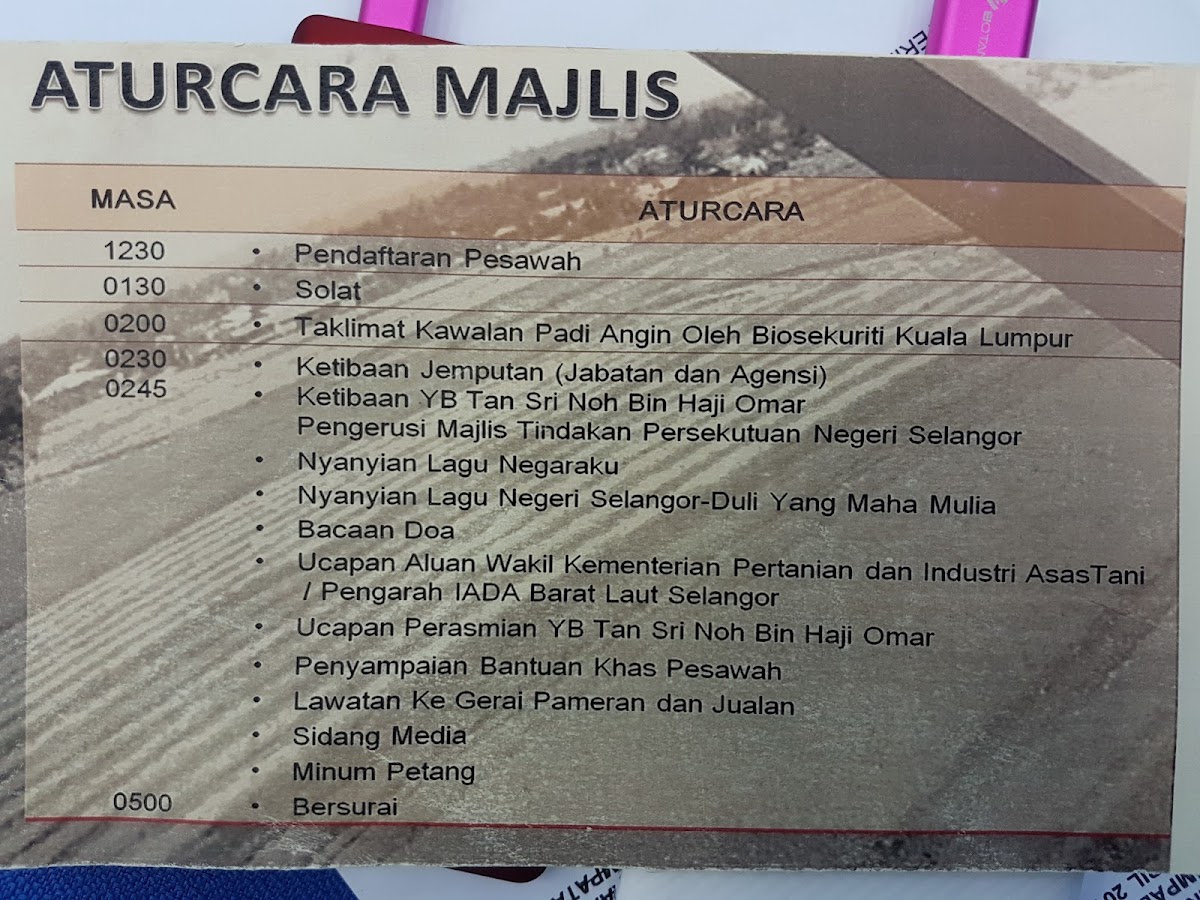 ATURCARA MAJLIS
MASA ATURCARA
1230 • Pendaftaran Pesawah
0130 • Solat
0200 • Taklimat Kawalan Padi Angin Oleh Biosekuriti Kuala Lumpur
0230 • Ketibaan Jemputan (Jabatan dan Agensi)
0245 • Ketibaan YB Tan Sri Noh Bin Haji Omar
Pengerusi Majlis Tindakan Persekutuan Negeri Selangor
• Nyanyian Lagu Negaraku
• Nyanyian Lagu Negeri Selangor-Duli Yang Maha Mulia
• Bacaan Doa
• Ucapan Aluan Wakil Kementerian Pertanian dan Industri AsasTani
/ Pengarah IADA Barat Laut Selangor
• Ucapan Perasmian YB Tan Sri Noh Bin Haji Omar
• Penyampaian Bantuan Khas Pesawah
• Lawatan Ke Gerai Pameran dan Jualan
• Sidang Media
• Minum Petang
0500 • Bersurai